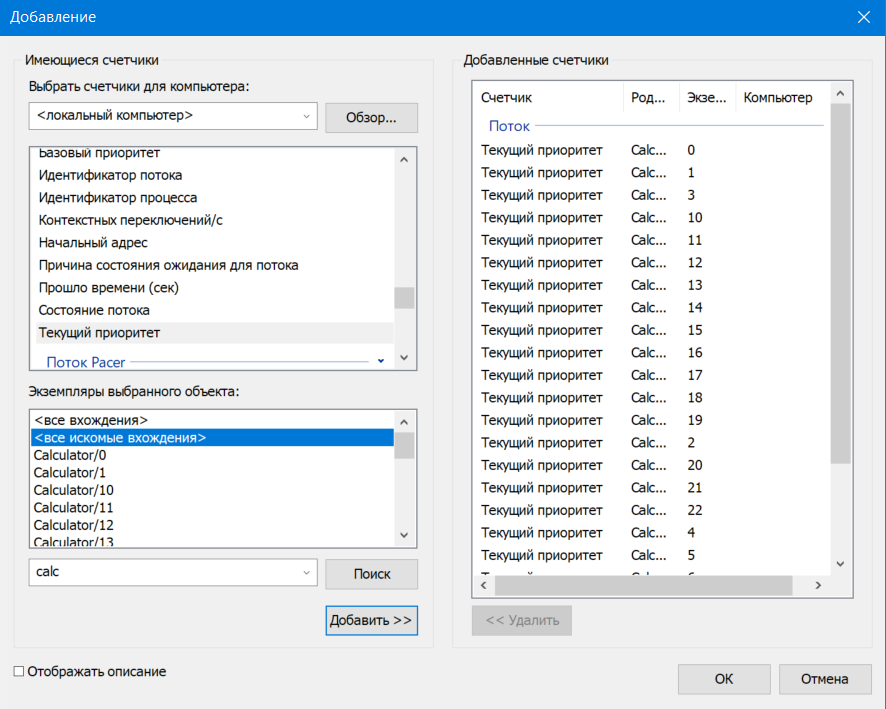 Добавление
Имеющиеся счетчики
Выбрать счетчики для компьютера:
<локальный компьютер>
Обзор...
Базовый приоритет
Идентификатор потока
Идентификатор процесса
Контекстных переключений/с
Начальный адрес
Причина состояния ожидания для потока
Прошло времени (сек)
Состояние потока
Текущий приоритет
Поток Pacer
Экземпляры выбранного объекта:
<все вхождения>
<все искомые вхождения>
Calculator/0
Calculator/1
Calculator/10
Calculator/11
Calculator/12
Calculator/13
calc
Поиск
Добавить >>
Отображать описание
Добавленные счетчики
Счетчик Род... Экзе... Компьютер
Поток
Текущий приоритет Calc... 0
Текущий приоритет Calc... 1
Текущий приоритет Calc... 3
Текущий приоритет Calc... 10
Текущий приоритет Calc... 11
Текущий приоритет Calc... 12
Текущий приоритет Calc... 13
Текущий приоритет Calc... 14
Текущий приоритет Calc... 15
Текущий приоритет Calc... 16
Текущий приоритет Calc... 17
Текущий приоритет Calc... 18
Текущий приоритет Calc... 19
Текущий приоритет Calc... 2
Текущий приоритет Calc... 20
Текущий приоритет Calc... 21
Текущий приоритет Calc... 22
Текущий приоритет Calc... 4
Текущий приоритет Calc... 5
<< Удалить
ОК
Отмена